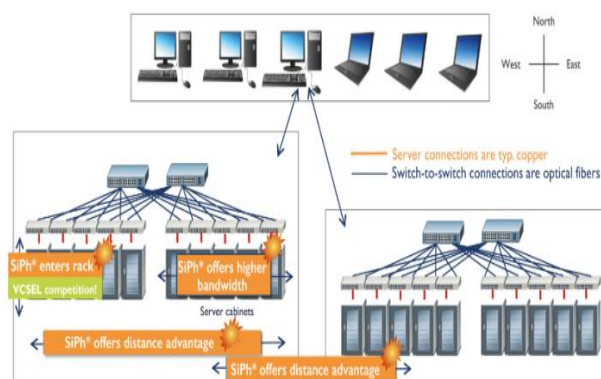 North
West East
South
Server connections are typ. copper
Switch-to-switch connections are optical fibers
SiPh* enters rack
VCSEL competition!
SiPh* offers higher
bandwidth
Server cabinets
SiPh* offers distance advantage
SiPh* offers distance advantage